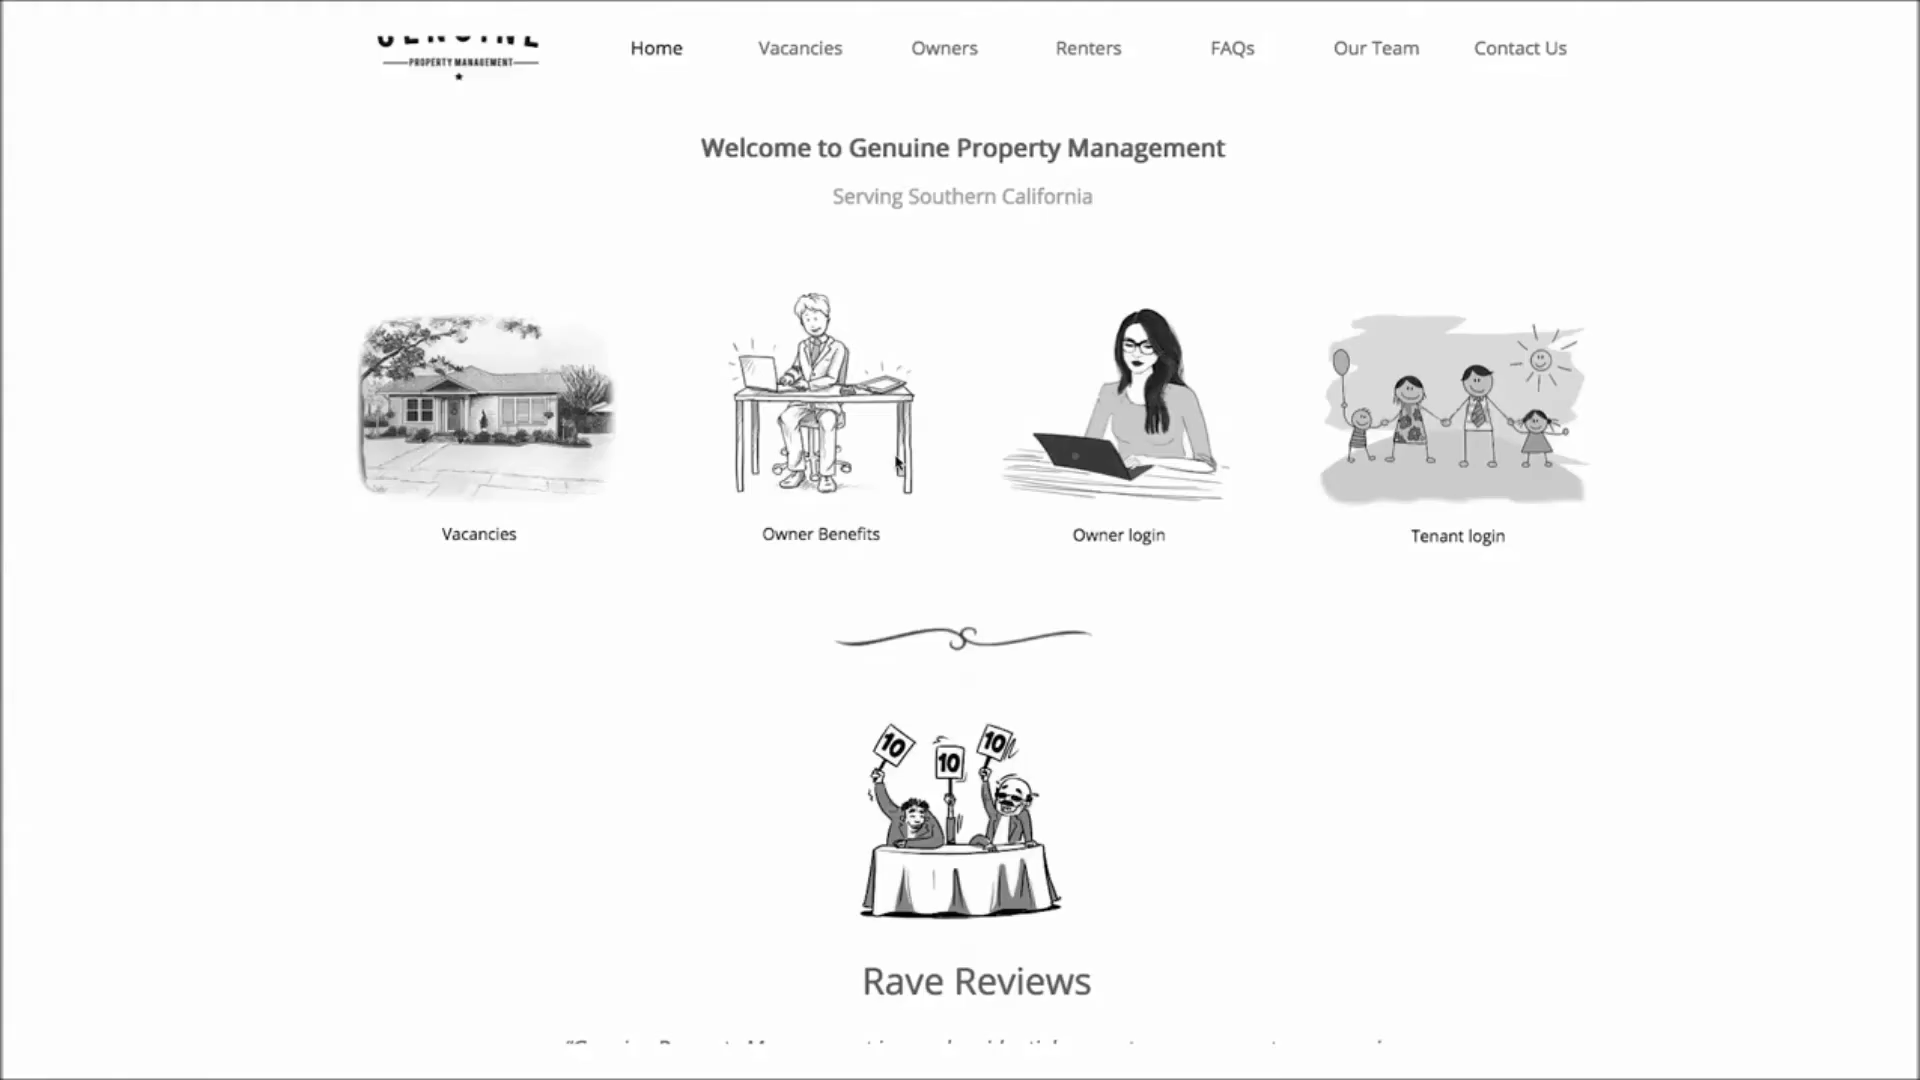 GENUINE
PROPERTY MANAGEMENT
Home
Vacancies
Owners
Renters
FAQs
Our Team
Contact Us
Welcome to Genuine Property Management
Serving Southern California
Vacancies
Owner Benefits
Owner login
Tenant login
10
10
10
Rave Reviews